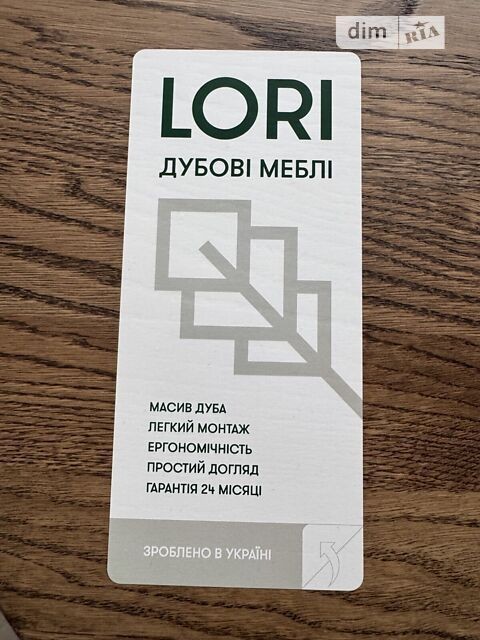 dim RIA
LORI
ДУБОВІ МЕБЛІ
МАСИВ ДУБА
ЛЕГКИЙ МОНТАЖ
ЕРГОНОМІЧНІСТЬ
ПРОСТИЙ ДОГЛЯД
ГАРАНТІЯ 24 МІСЯЦІ
ЗРОБЛЕНО В УКРАЇНІ